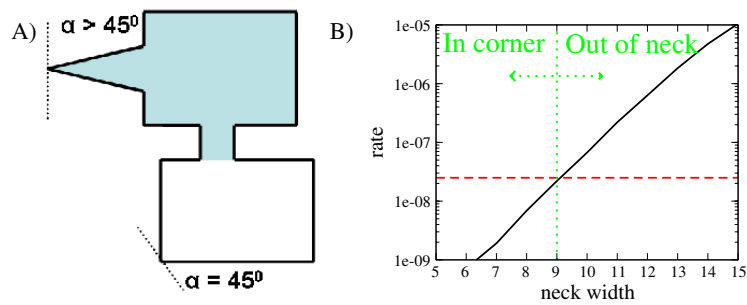 A)
α > 45⁰
α = 45⁰
B)
In corner
Out of neck
1e-05
1e-06
1e-07
1e-08
1e-09
rate
5 6 7 8 9 10 11 12 13 14 15
neck width